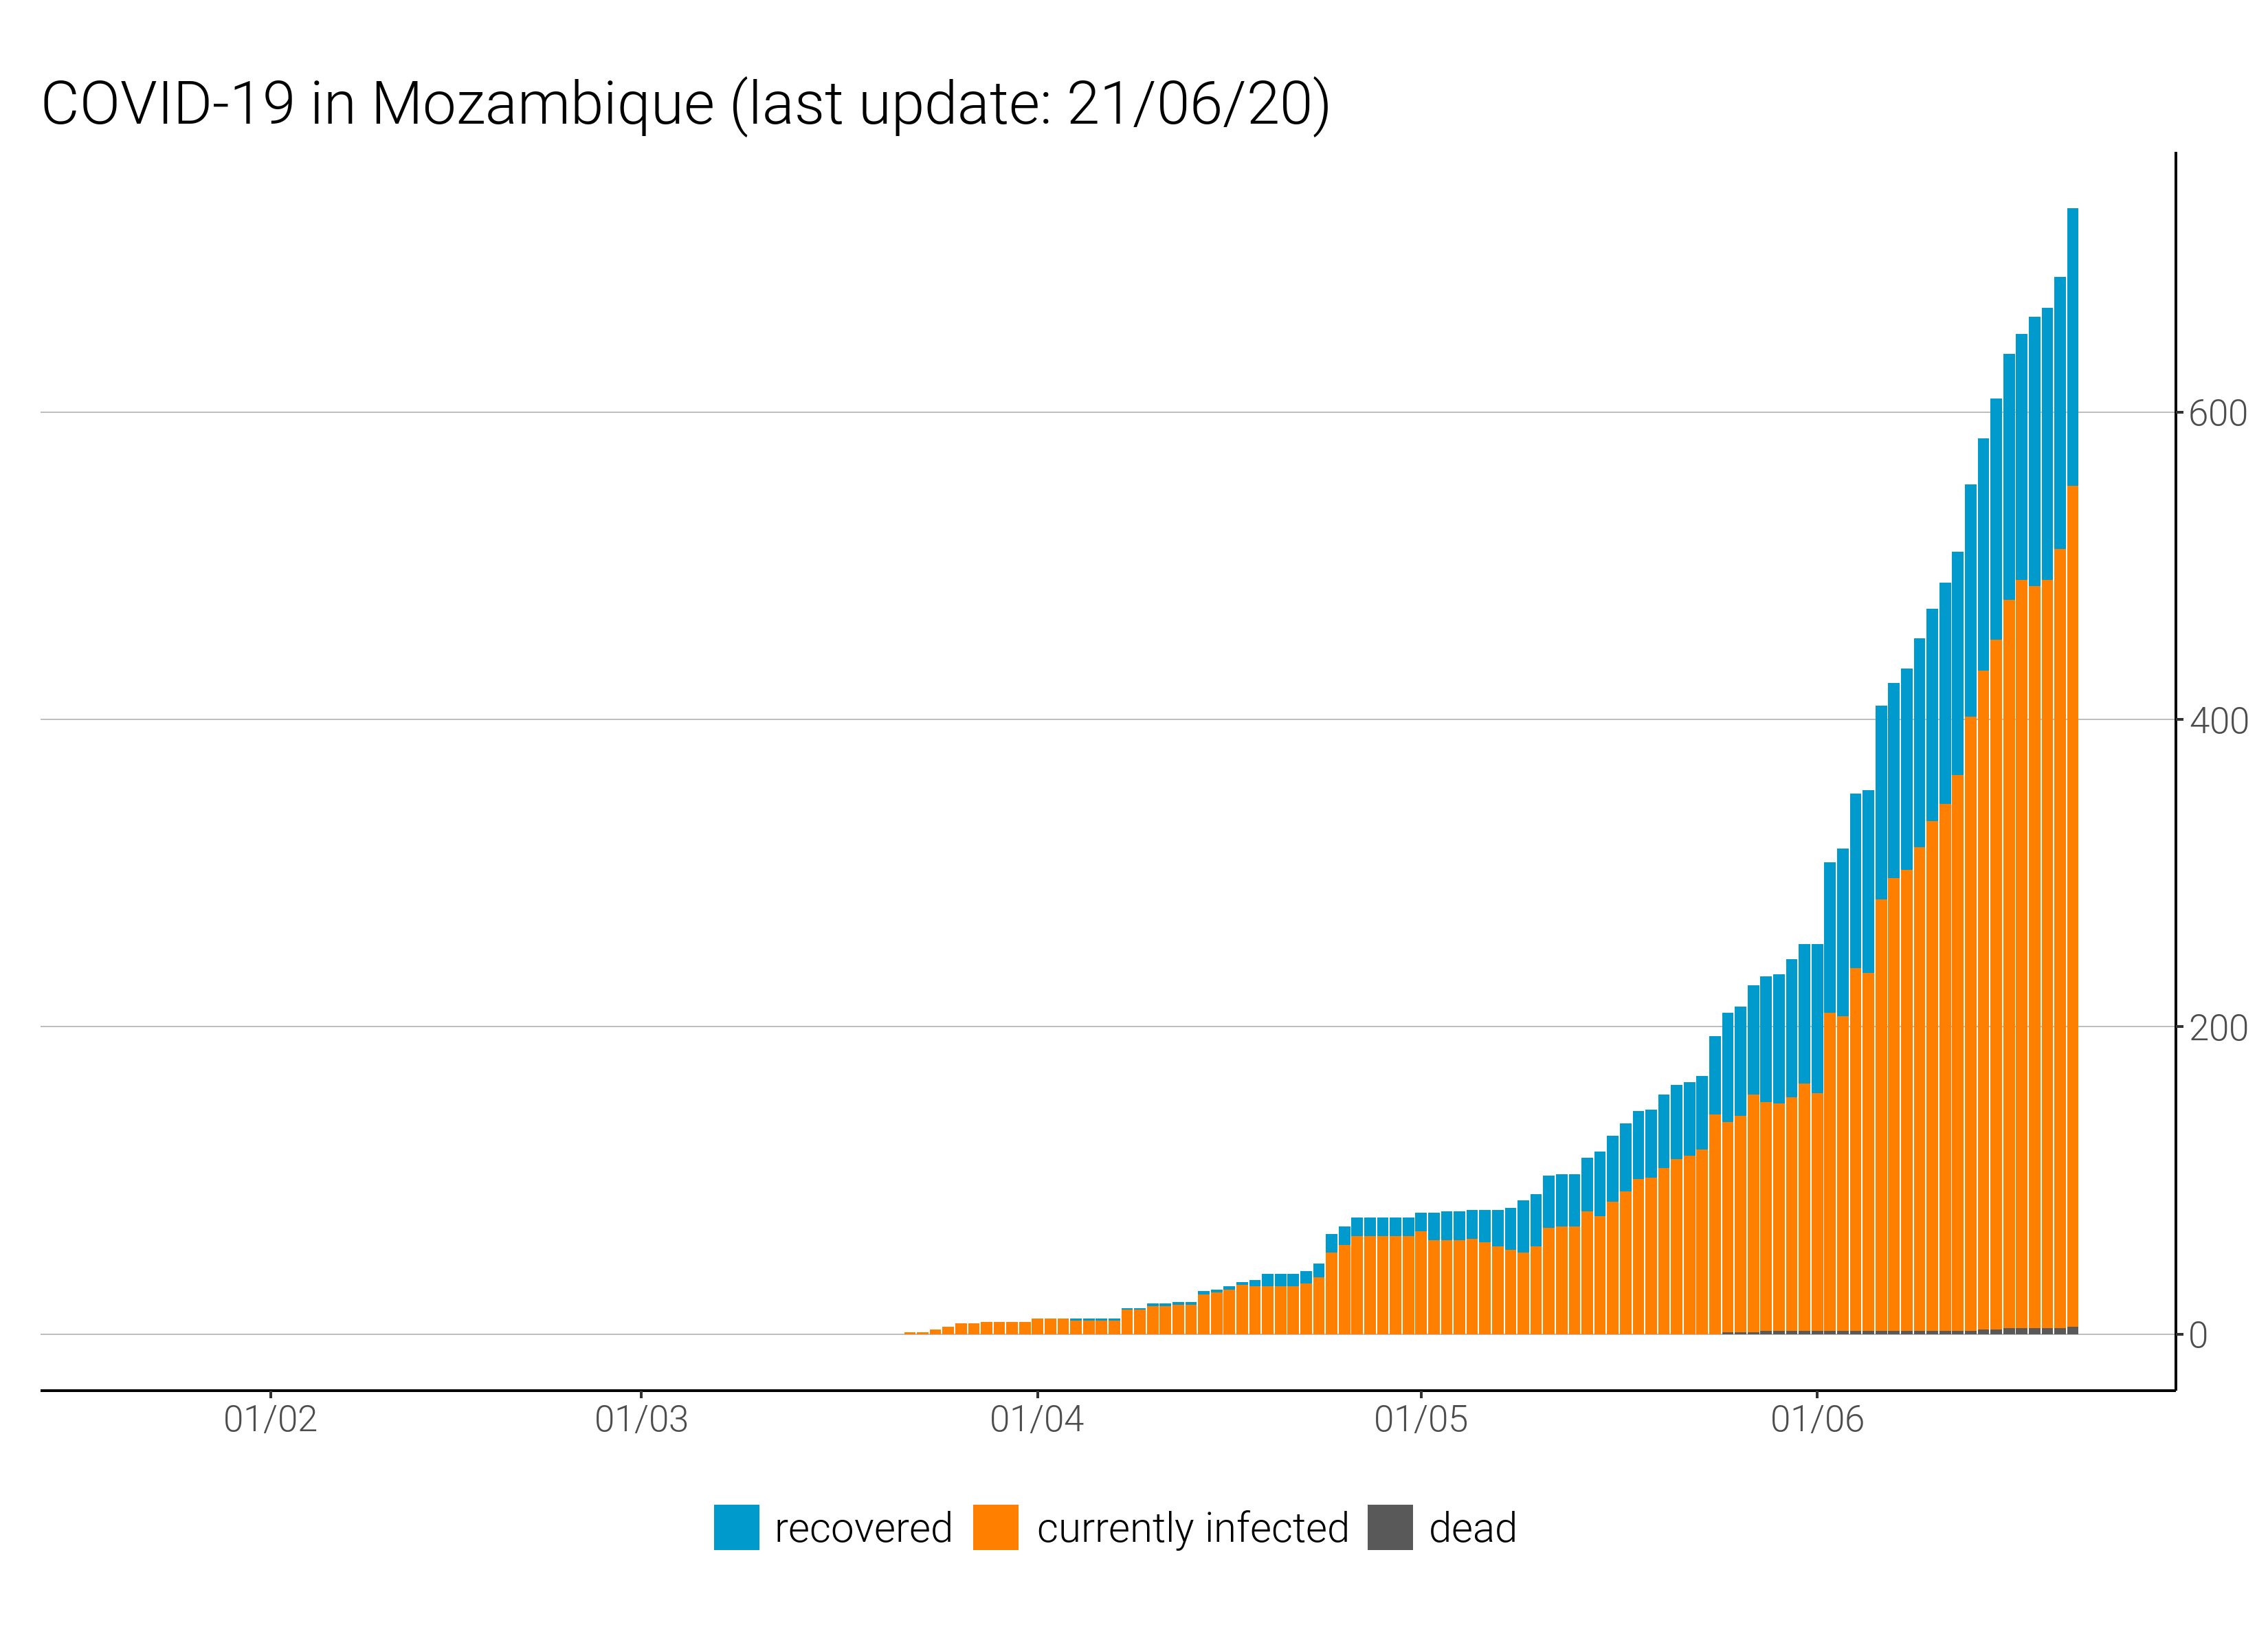 COVID-19 in Mozambique (last update: 21/06/20)
600
400
200
0
01/02 01/03 01/04 01/05 01/06
recovered currently infected dead